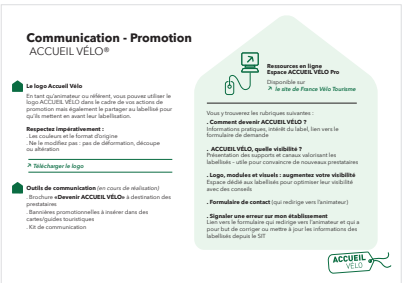 Communication - Promotion
ACCUEIL VÉLO®
Le logo Accueil Vélo
En tant qu'animateur ou référent, vous pouvez utiliser le
logo ACCUEIL VÉLO dans le cadre de vos actions de
promotion mais également le partager au labellisé pour
qu'ils mettent en avant leur labellisation.
Respectez impérativement :
. Les couleurs et le format d'origine
. Ne le modifiez pas : pas de déformation, découpe
ou altération
↗ Télécharger le logo
Outils de communication (en cours de réalisation)
. Brochure «Devenir ACCUEIL VÉLO» à destination des
prestataires
. Bannières promotionnelles à insérer dans des
cartes/guides touristiques
. Kit de communication
Ressources en ligne
Espace ACCUEIL VÉLO Pro
Disponible sur
↗ le site de France Vélo Tourisme
Vous y trouverez les rubriques suivantes :
. Comment devenir ACCUEIL VÉLO ?
Informations pratiques, intérêt du label, lien vers le
formulaire de demande
. ACCUEIL VÉLO, quelle visibilité ?
Présentation des supports et canaux valorisant les
labellisés - utile pour convaincre de nouveaux prestataires
. Logo, modules et visuels : augmentez votre visibilité
Espace dédié aux labellisés pour optimiser leur visibilité
avec des conseils
. Formulaire de contact (qui redirige vers l'animateur)
. Signaler une erreur sur mon établissement
Lien vers le formulaire qui redirige vers l'animateur et qui a
pour but de corriger ou mettre à jour les informations des
labellisés depuis le SIT
ACCUEIL
VÉLO